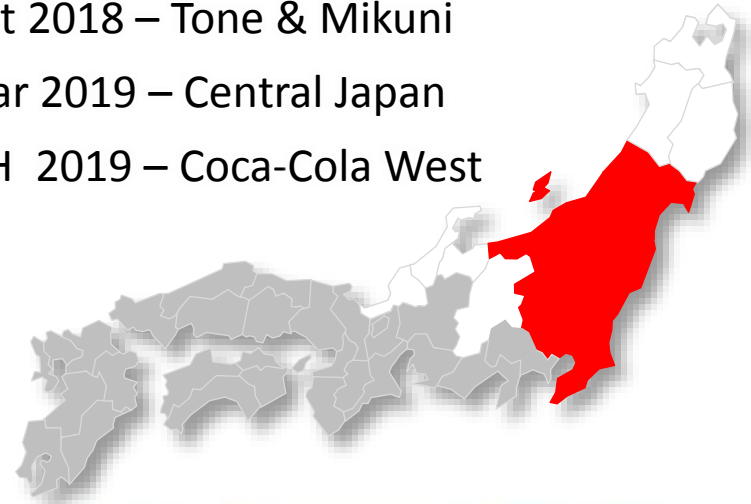 t 2018 – Tone & Mikuni
ar 2019 – Central Japan
H 2019 – Coca-Cola West